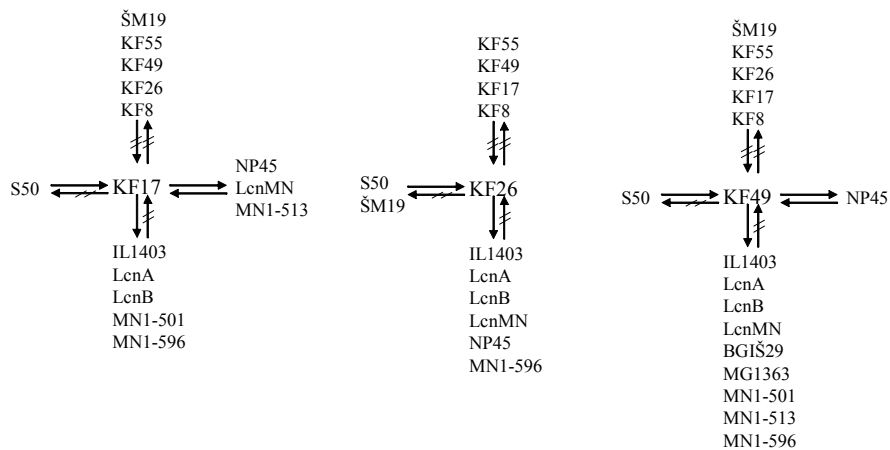 ŠM19
KF55
KF49
KF26
KF8
S50
KF17
NP45
LcnMN
MN1-513
IL1403
LcnA
LcnB
MN1-501
MN1-596
KF55
KF49
KF17
KF8
S50
ŠM19
KF26
IL1403
LcnA
LcnB
LcnMN
NP45
MN1-596
ŠM19
KF55
KF26
KF17
KF8
S50
KF49
NP45
IL1403
LcnA
LcnB
LcnMN
BGIŠ29
MG1363
MN1-501
MN1-513
MN1-596